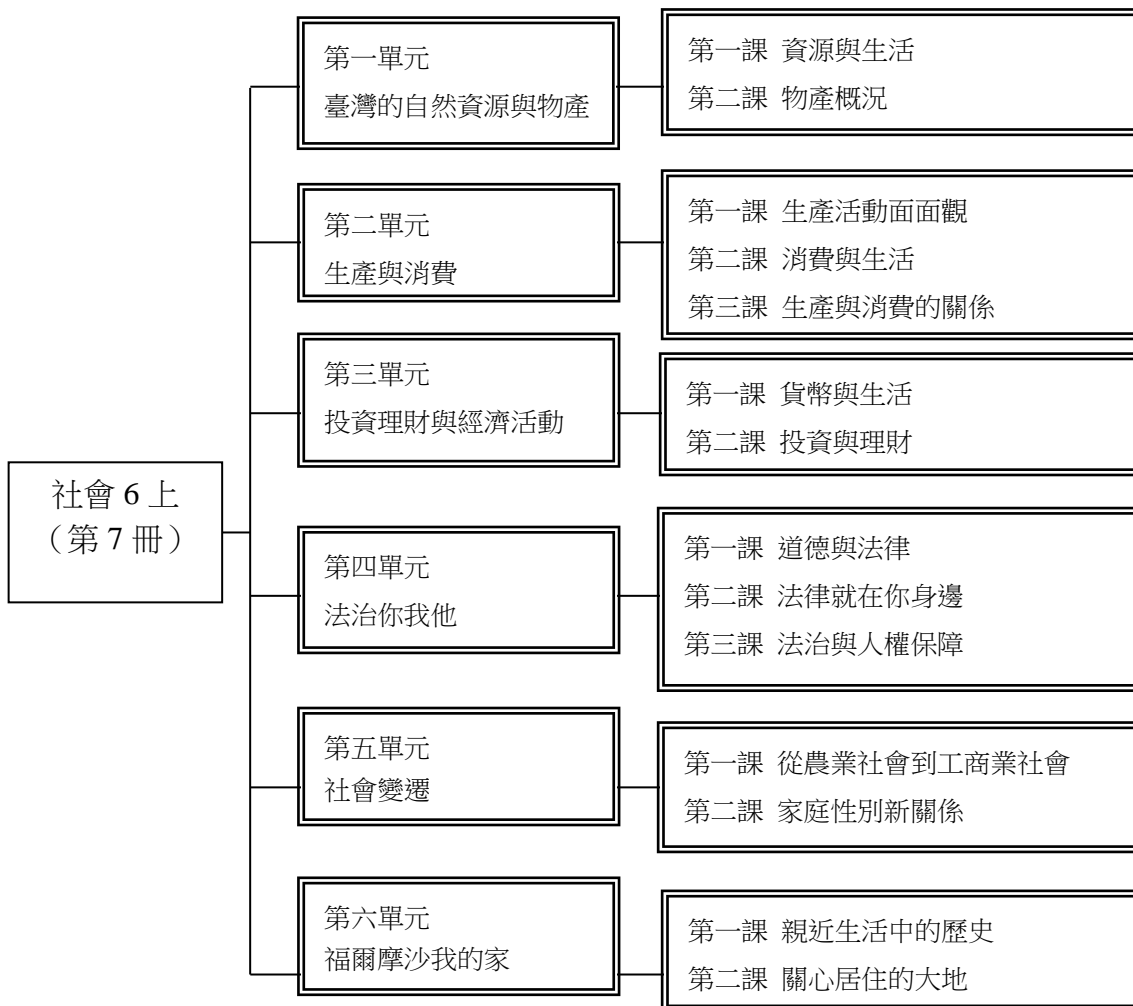 社會 6 上
（第 7 冊）
第一單元
臺灣的自然資源與物產
第一課 資源與生活
第二課 物產概況
第二單元
生產與消費
第一課 生產活動面面觀
第二課 消費與生活
第三課 生產與消費的關係
第三單元
投資理財與經濟活動
第一課 貨幣與生活
第二課 投資與理財
第四單元
法治你我他
第一課 道德與法律
第二課 法律就在你身邊
第三課 法治與人權保障
第五單元
社會變遷
第一課 從農業社會到工商業社會
第二課 家庭性別新關係
第六單元
福爾摩沙我的家
第一課 親近生活中的歷史
第二課 關心居住的大地